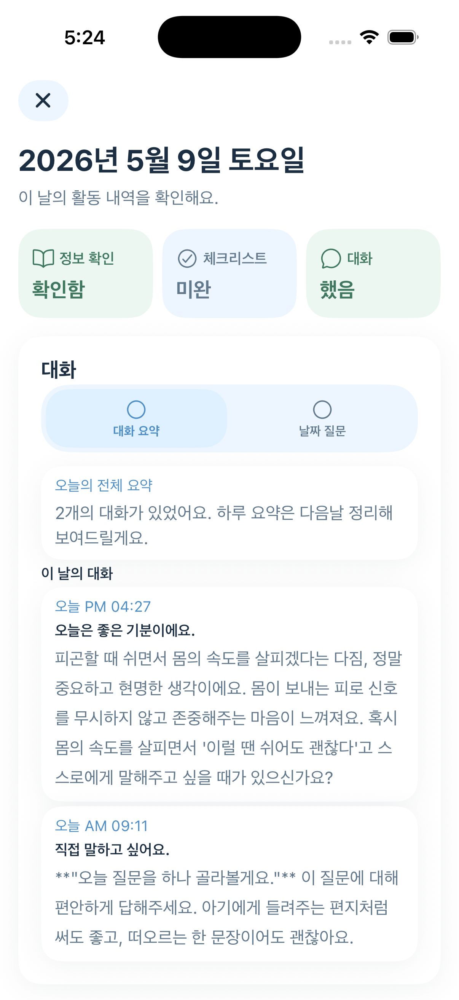 5:24
2026년 5월 9일 토요일
이 날의 활동 내역을 확인해요.
정보 확인
확인함
체크리스트
미완
대화
했음
대화
대화 요약
날짜 질문
오늘의 전체 요약
2개의 대화가 있었어요. 하루 요약은 다음날 정리해
보여드릴게요.
이 날의 대화
오늘 PM 04:27
오늘은 좋은 기분이에요.
피곤할 때 쉬면서 몸의 속도를 살피겠다는 다짐, 정말
중요하고 현명한 생각이에요. 몸이 보내는 피로 신호
를 무시하지 않고 존중해주는 마음이 느껴져요. 혹시
몸의 속도를 살피면서 '이럴 땐 쉬어도 괜찮다'고 스
스로에게 말해주고 싶을 때가 있으신가요?
오늘 AM 09:11
직접 말하고 싶어요.
**"오늘 질문을 하나 골라볼게요."** 이 질문에 대해
편안하게 답해주세요. 아기에게 들려주는 편지처럼
써도 좋고, 떠오르는 한 문장이어도 괜찮아요.